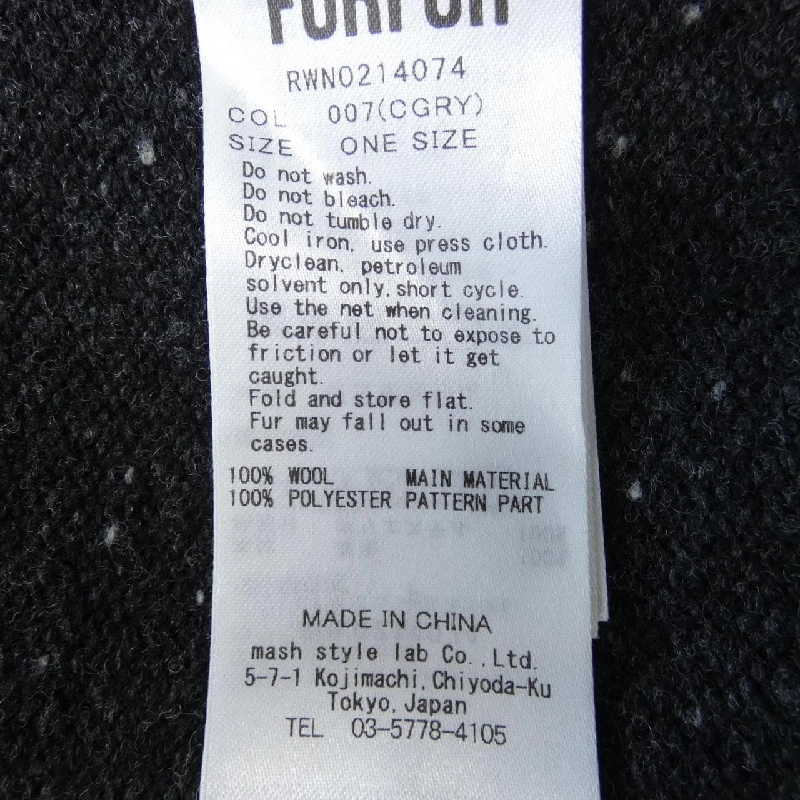 FURFUR
RWNO214074
COL 007(CGRY)
SIZE ONE SIZE
Do not wash.
Do not bleach.
Do not tumble dry.
Cool iron, use press cloth.
Dryclean, petroleum
solvent only,short cycle.
Use the net when cleaning.
Be careful not to expose to
friction or let it get
caught.
Fold and store flat.
Fur may fall out in some
cases.
100% WOOL MAIN MATERIAL
100% POLYESTER PATTERN PART
MADE IN CHINA
mash style lab Co.,Ltd.
5-7-1 Kojimachi,Chiyoda-Ku
Tokyo,Japan
TEL 03-5778-4105